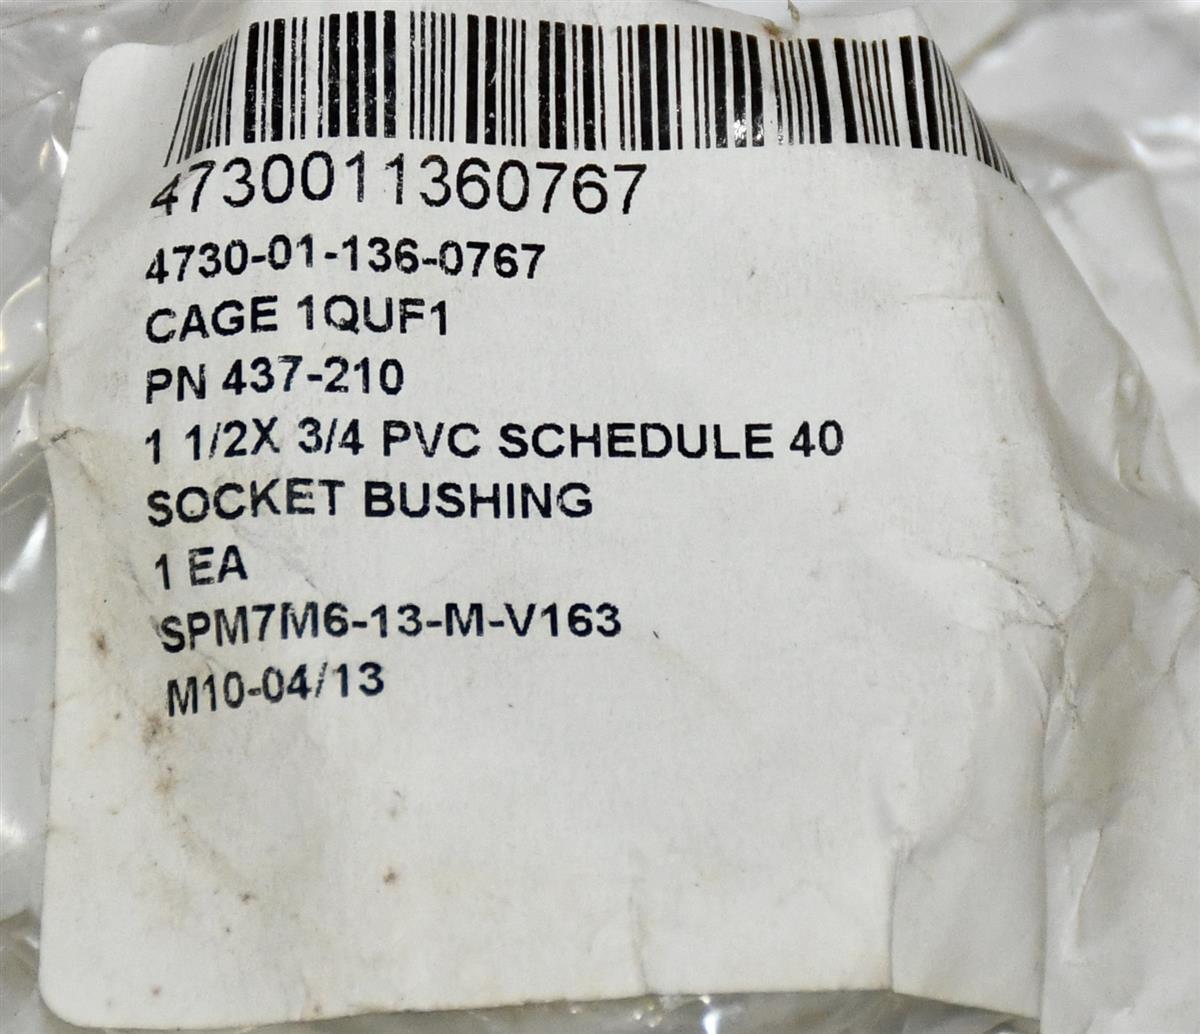 4730011360767
4730-01-136-0767
CAGE 1QUF1
PN 437-210
1 1/2X 3/4 PVC SCHEDULE 40
SOCKET BUSHING
1 EA
SPM7M6-13-M-V163
M10-04/13